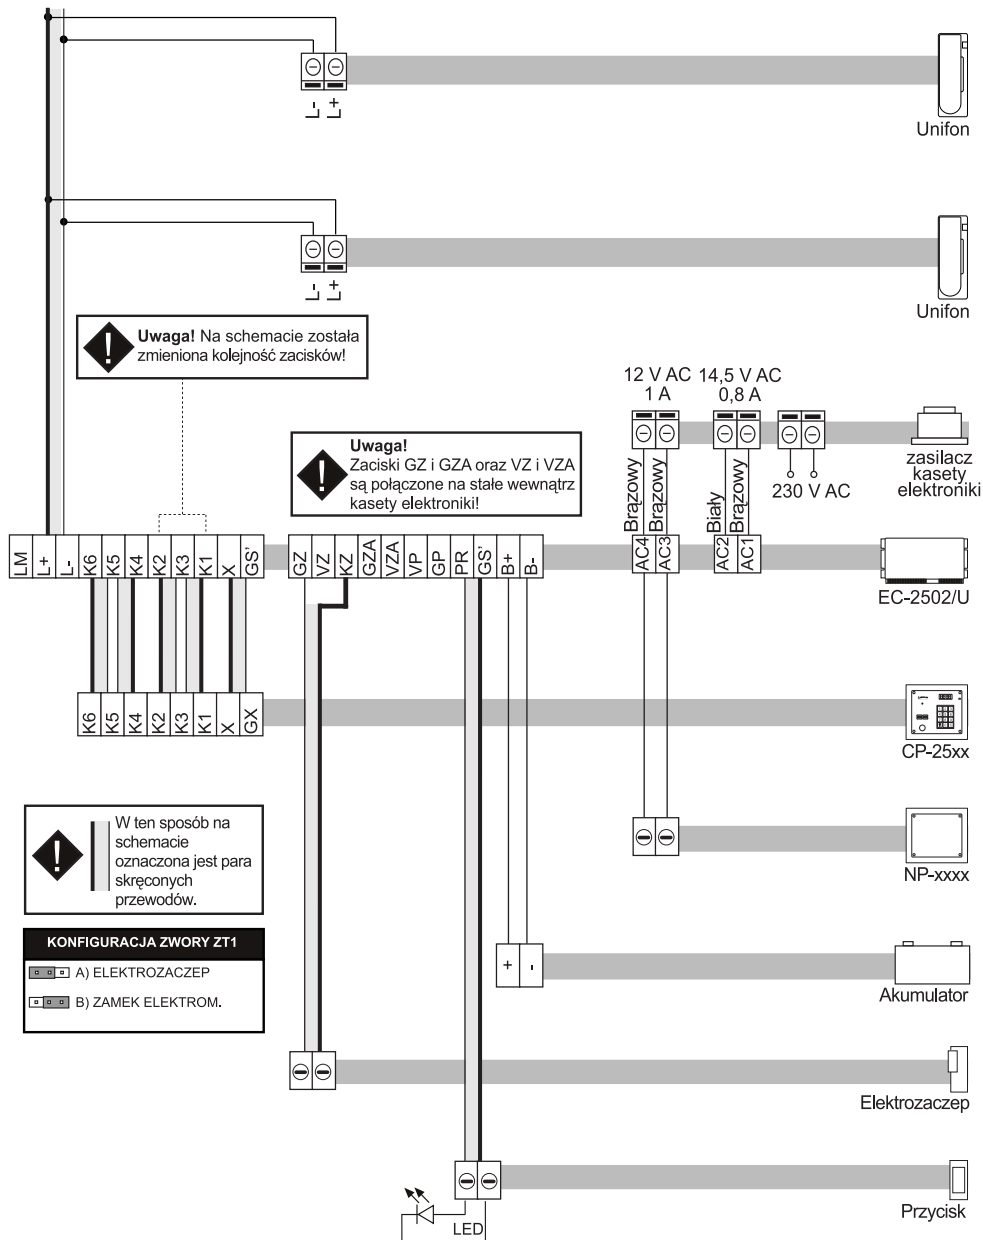 L-
L+
Unifon
L-
L+
Unifon
Uwaga! Na schemacie została
zmieniona kolejność zacisków!
12 V AC
1 A
14,5 V AC
0,8 A
Uwaga!
Zaciski GZ i GZA oraz VZ i VZA
są połączone na stałe wewnątrz
kasety elektroniki!
Brązowy
Brązowy
Biały
Brązowy
230 V AC
zasilacz
kasety
elektroniki
LM
L+
L-
K6
K5
K4
K2
K3
K1
X
GS'
GZ
VZ
KZ
GZA
VZA
VP
GP
PR
GS'
B+
B-
AC4
AC3
AC2
AC1
EC-2502/U
K6
K5
K4
K2
K3
K1
X
GX
CP-25xx
W ten sposób na
schemacie
oznaczona jest para
skręconych
przewodów.
NP-xxxx
KONFIGURACJA ZWORY ZT1
A) ELEKTROZACZEP
B) ZAMEK ELEKTROM.
+
-
Akumulator
Elektrozaczep
LED
Przycisk